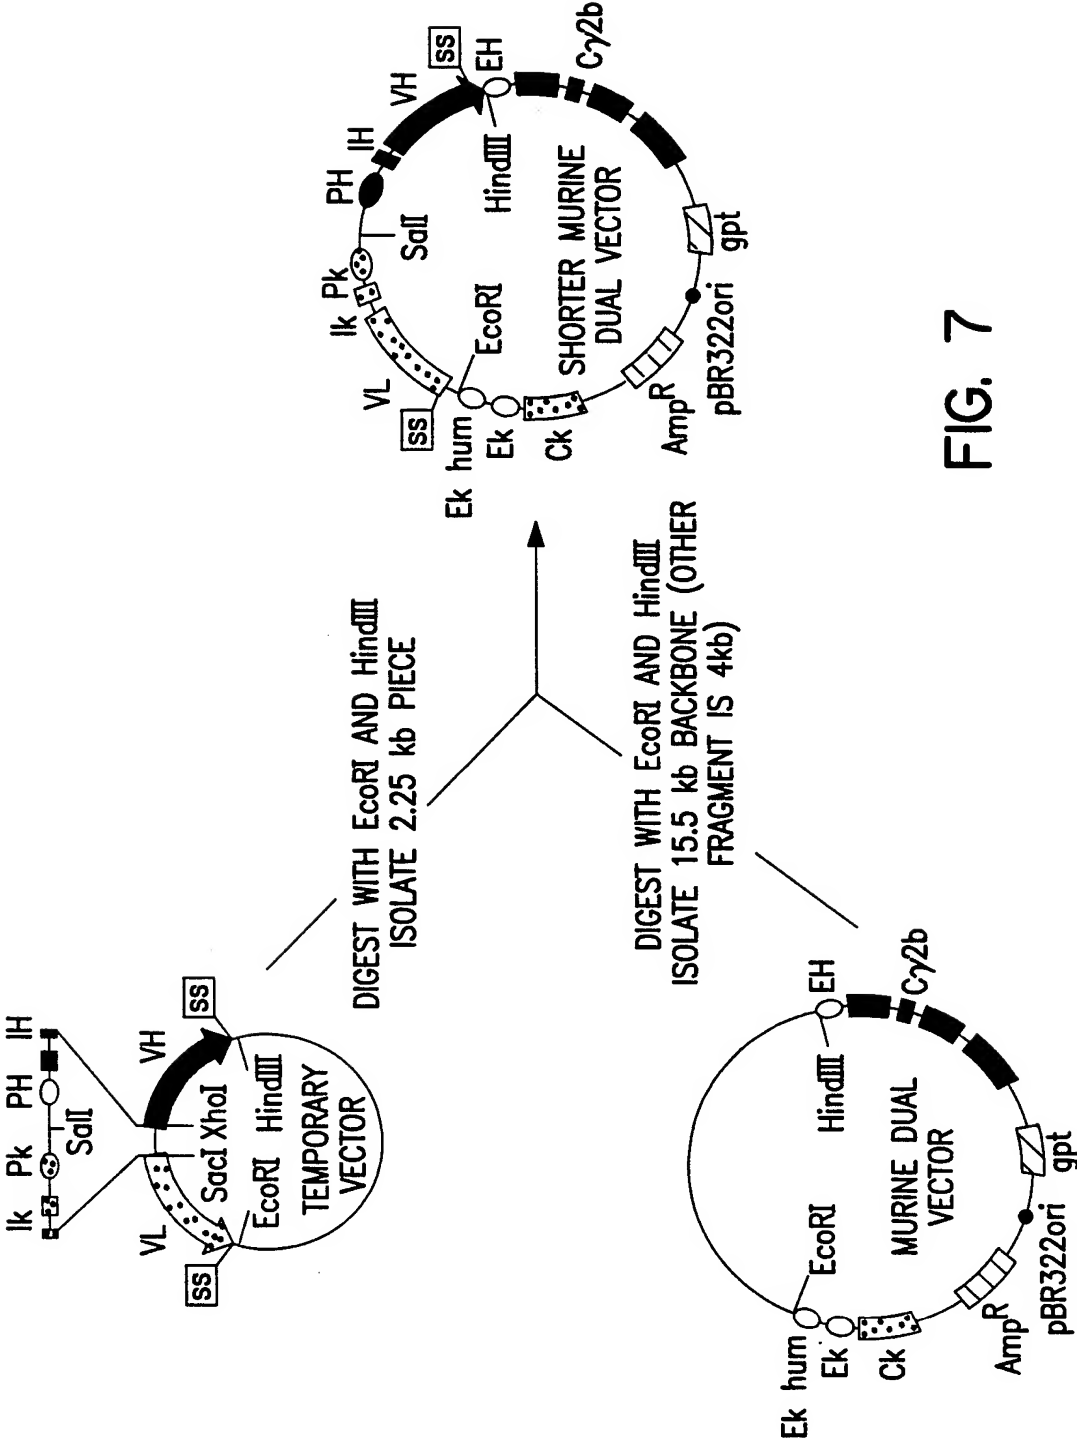 Ik Pk PH IH
SalI
VL
VH
SacI XhoI
ss
ss
EcoRI HindIII
TEMPORARY
VECTOR
DIGEST WITH EcoRI AND HindIII
ISOLATE 2.25 kb PIECE
Ek hum
Ek
Ck
EcoRI
HindIII
EH
Cγ2b
MURINE DUAL
VECTOR
Amp^R
pBR322ori
gpt
DIGEST WITH EcoRI AND HindIII
ISOLATE 15.5 kb BACKBONE (OTHER
FRAGMENT IS 4kb)
ss
VL
Ik
Pk
SalI
PH
IH
VH
ss
Ek hum
Ek
Ck
EcoRI
HindIII
EH
Cγ2b
SHORTER MURINE
DUAL VECTOR
Amp^R
pBR322ori
gpt
FIG. 7